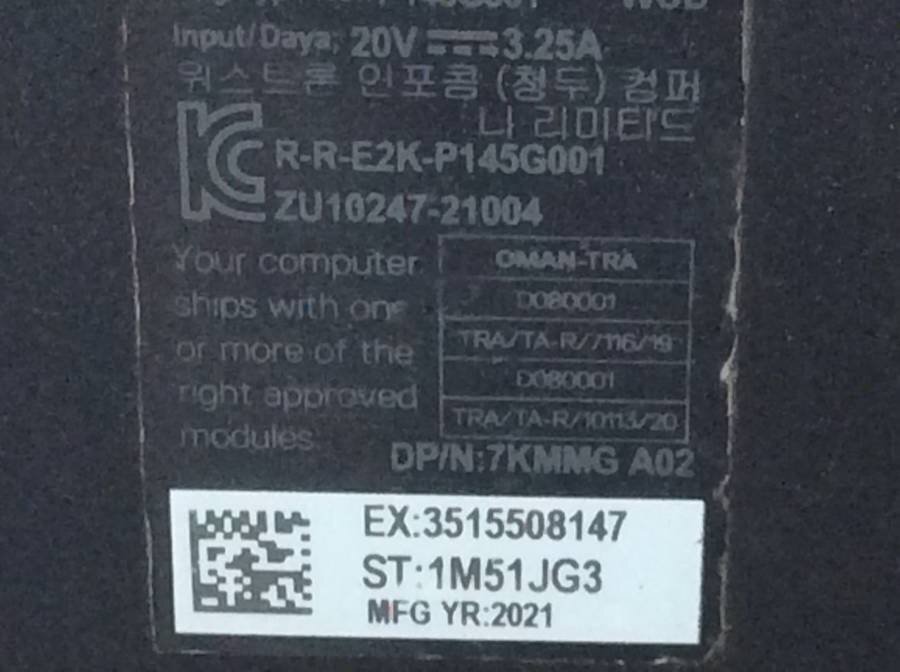 Input/Daya: 20V 3.25A
위스트론 인포콤 (청두) 컴퍼
니 리미티드
R-R-E2K-P145G001
ZU10247-21004
Your computer
ships with one
or more of the
right approved
modules
OMAN-TRA
D080001
TRA/TA-R/7116/19
D080001
TRA/TA-R/10113/20
DP/N:7KMMG A02
EX:3515508147
ST:1M51JG3
MFG YR:2021